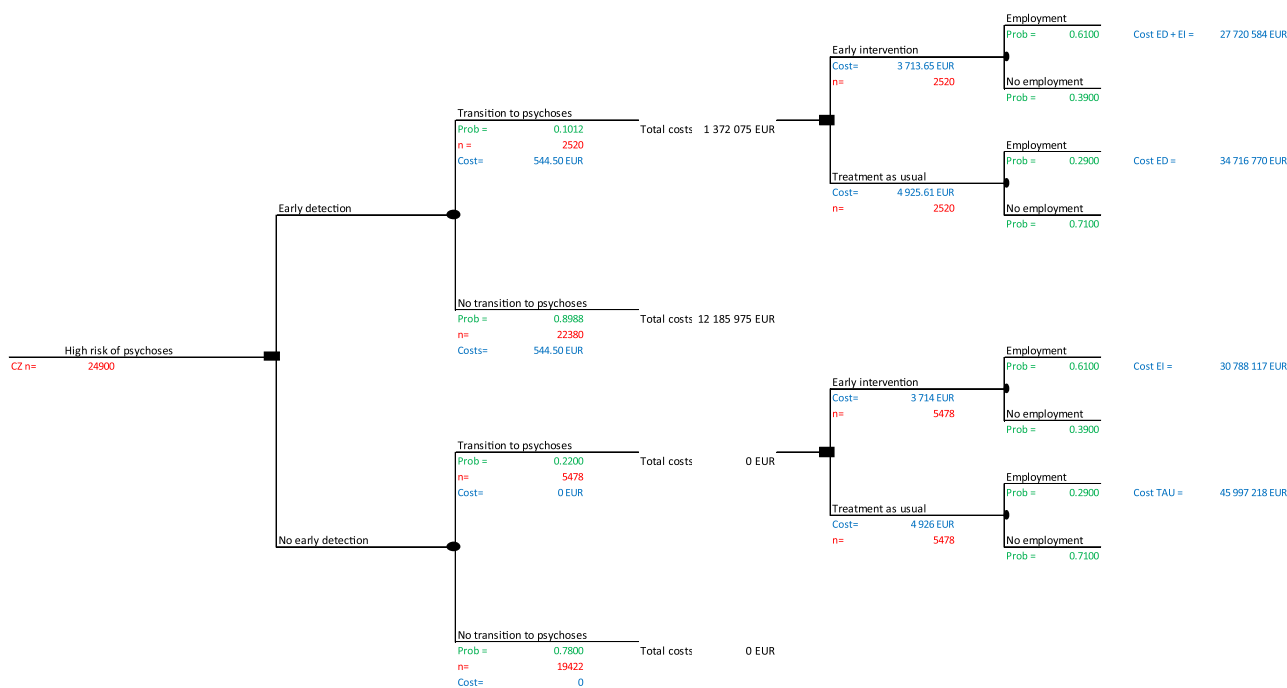 High risk of psychoses
CZ n= 24900
Early detection
Transition to psychoses
Prob = 0.1012
n = 2520
Cost= 544.50 EUR
Total costs 1 372 075 EUR
Early intervention
Cost= 3 713.65 EUR
n= 2520
Employment
Prob = 0.6100
Cost ED + EI = 27 720 584 EUR
No employment
Prob = 0.3900
Treatment as usual
Cost= 4 925.61 EUR
n= 2520
Employment
Prob = 0.2900
Cost ED = 34 716 770 EUR
No employment
Prob = 0.7100
No transition to psychoses
Prob = 0.8988
n= 22380
Costs= 544.50 EUR
Total costs 12 185 975 EUR
No early detection
Transition to psychoses
Prob = 0.2200
n= 5478
Cost= 0 EUR
Total costs 0 EUR
Early intervention
Cost= 3 714 EUR
n= 5478
Employment
Prob = 0.6100
Cost EI = 30 788 117 EUR
No employment
Prob = 0.3900
Treatment as usual
Cost= 4 926 EUR
n= 5478
Employment
Prob = 0.2900
Cost TAU = 45 997 218 EUR
No employment
Prob = 0.7100
No transition to psychoses
Prob = 0.7800
n= 19422
Cost= 0
Total costs 0 EUR